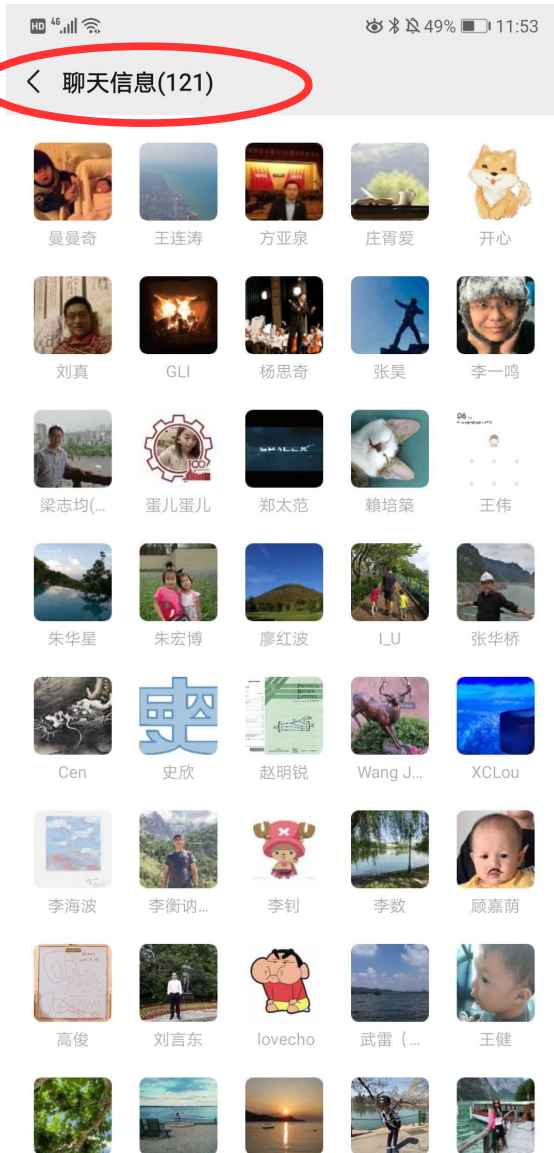 HD 4G 49% 11:53
聊天信息(121)
曼曼奇 王连涛 方亚泉 庄胥爱 开心
刘真 GLI 杨思奇 张昊 李一鸣
SPACEX
梁志均(... 蛋儿蛋儿 郑太范 賴培築 王伟
朱华星 朱宏博 廖红波 I_U 张华桥
Cen 史欣 赵明锐 Wang J... XCLou
李海波 李衡讷... 李钊 李数 顾嘉荫
高俊 刘言东 lovecho 武雷（... 王健